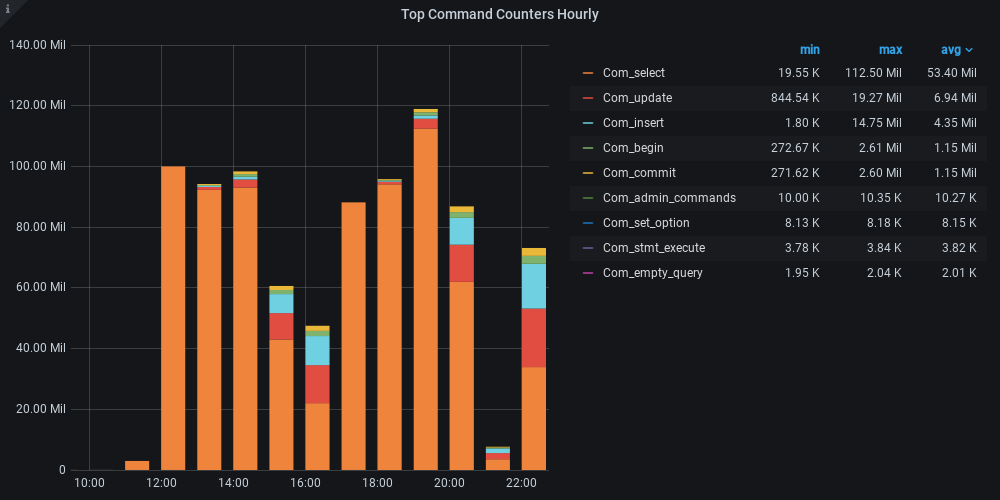 i
Top Command Counters Hourly
140.00 Mil
120.00 Mil
100.00 Mil
80.00 Mil
60.00 Mil
40.00 Mil
20.00 Mil
0
10:00 12:00 14:00 16:00 18:00 20:00 22:00
min max avg
Com_select 19.55 K 112.50 Mil 53.40 Mil
Com_update 844.54 K 19.27 Mil 6.94 Mil
Com_insert 1.80 K 14.75 Mil 4.35 Mil
Com_begin 272.67 K 2.61 Mil 1.15 Mil
Com_commit 271.62 K 2.60 Mil 1.15 Mil
Com_admin_commands 10.00 K 10.35 K 10.27 K
Com_set_option 8.13 K 8.18 K 8.15 K
Com_stmt_execute 3.78 K 3.84 K 3.82 K
Com_empty_query 1.95 K 2.04 K 2.01 K